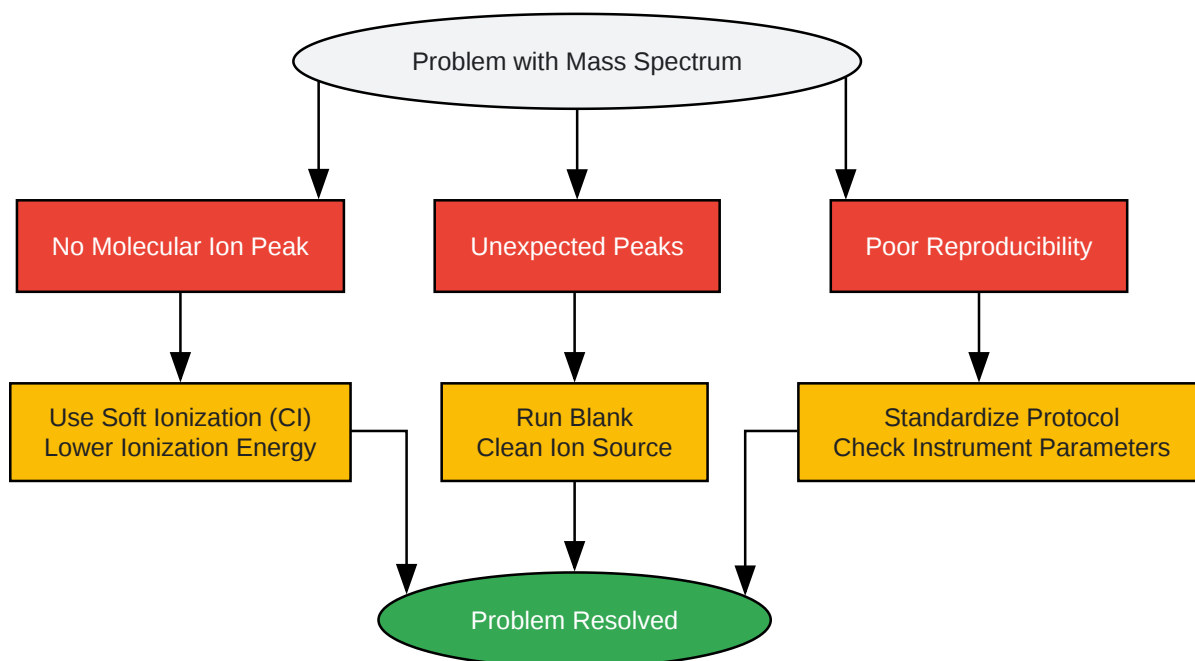 Problem with Mass Spectrum
No Molecular Ion Peak
Unexpected Peaks
Poor Reproducibility
Use Soft Ionization (CI)
Lower Ionization Energy
Run Blank
Clean Ion Source
Standardize Protocol
Check Instrument Parameters
Problem Resolved